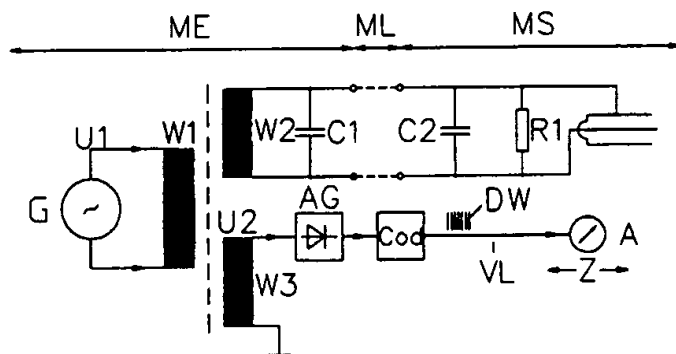 ME ML MS
U1 W1 W2 C1 C2 R1
G ~
U2 AG Cod DW A
W3 VL Z